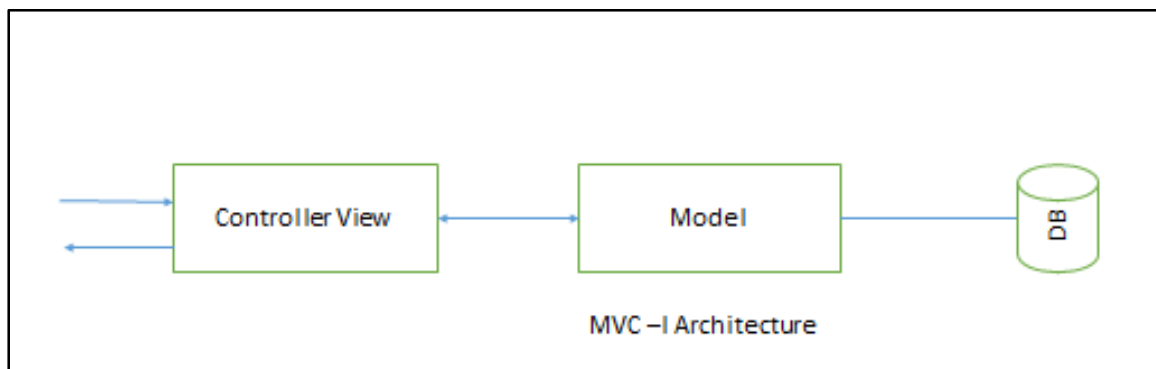 Controller View
Model
DB
MVC –I Architecture